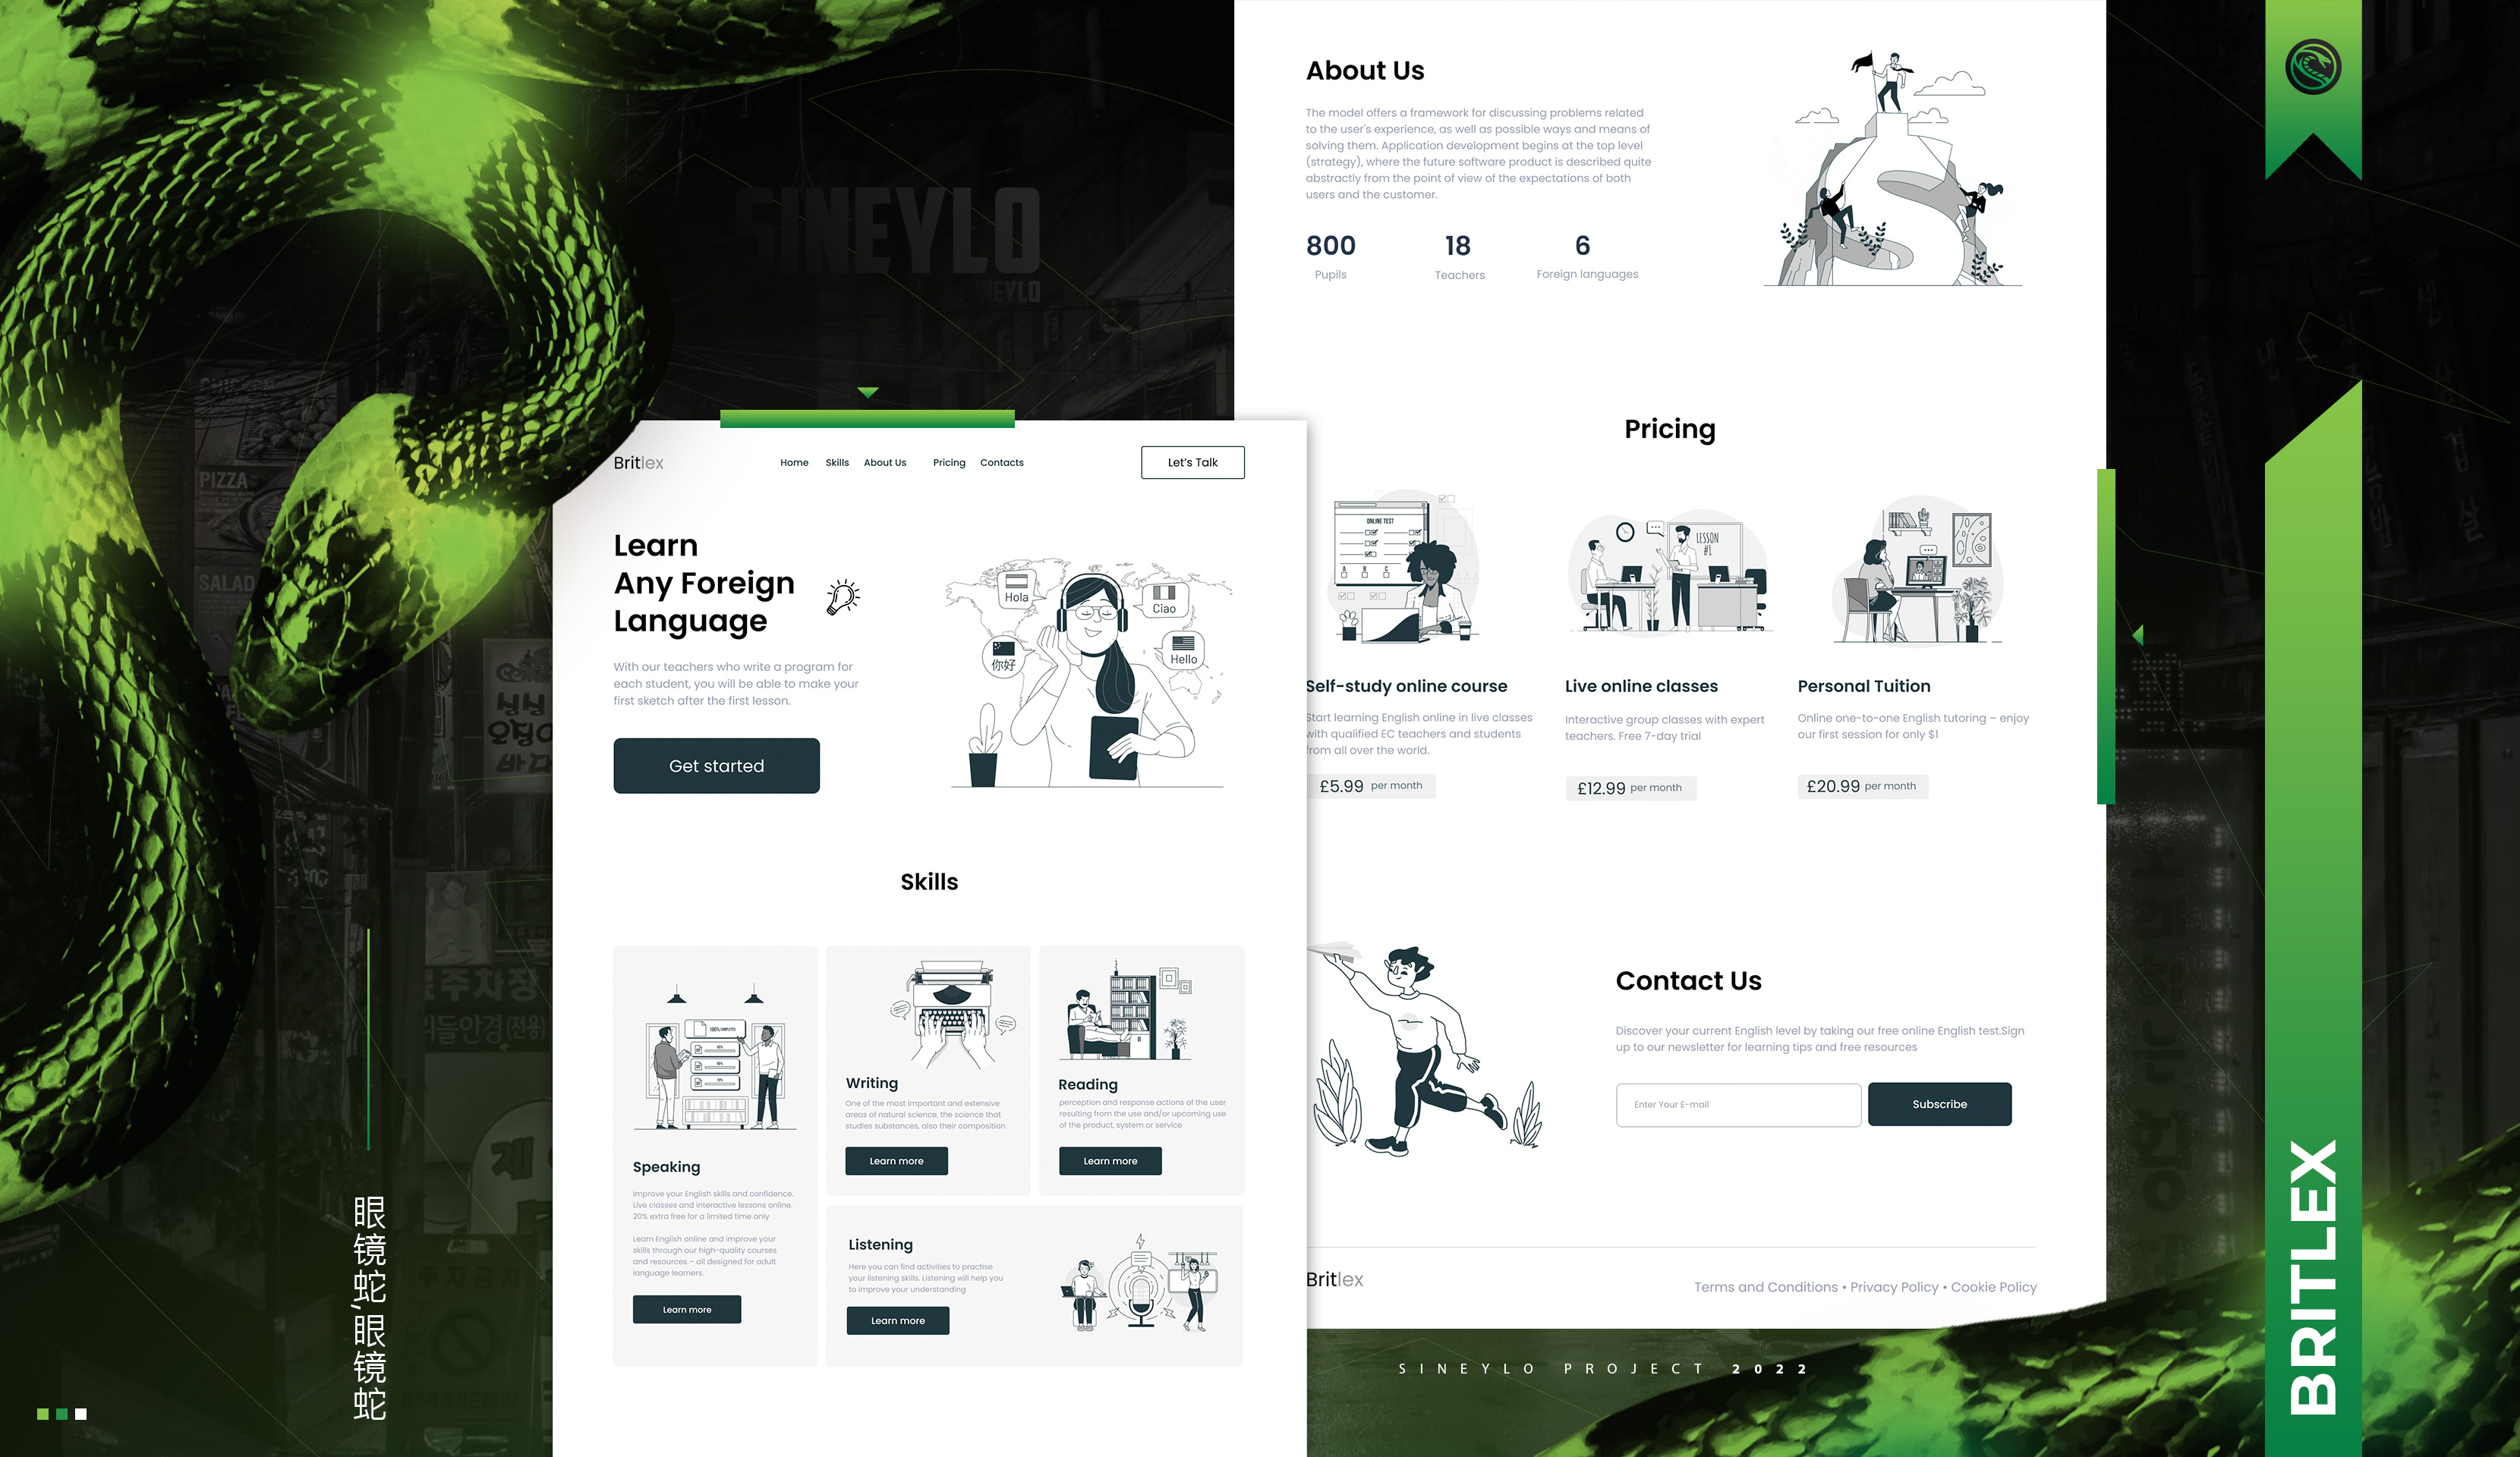 SINEYLO
Britlex
Home Skills About Us Pricing Contacts
Let's Talk
Learn
Any Foreign
Language
With our teachers who write a program for
each student, you will be able to make your
first sketch after the first lesson.
Get started
Hola
Ciao
你好
Hello
Skills
100% COMPLETED
Speaking
Improve your English skills and confidence.
Live classes and interactive lessons online.
20% extra free for a limited time only
Learn English online and improve your
skills through our high-quality courses
and resources – all designed for adult
language learners.
Learn more
Writing
One of the most important and extensive
areas of natural science, the science that
studies substances, also their composition
Learn more
Reading
perception and response actions of the user
resulting from the use and/or upcoming use
of the product, system or service
Learn more
Listening
Here you can find activities to practise
your listening skills. Listening will help you
to improve your understanding
Learn more
About Us
The model offers a framework for discussing problems related
to the user's experience, as well as possible ways and means of
solving them. Application development begins at the top level
(strategy), where the future software product is described quite
abstractly from the point of view of the expectations of both
users and the customer.
800 18 6
Pupils Teachers Foreign languages
Pricing
ONLINE TEST
A B C
LESSON
#1
Self-study online course
Start learning English online in live classes
with qualified EC teachers and students
from all over the world.
£5.99 per month
Live online classes
Interactive group classes with expert
teachers. Free 7-day trial
£12.99 per month
Personal Tuition
Online one-to-one English tutoring – enjoy
our first session for only $1
£20.99 per month
Contact Us
Discover your current English level by taking our free online English test.Sign
up to our newsletter for learning tips and free resources
Enter Your E-mail
Subscribe
Britlex
Terms and Conditions • Privacy Policy • Cookie Policy
SINEYLO PROJECT 2022
BRITLEX
眼镜蛇,眼镜蛇
PIZZA
SALAD
주차장